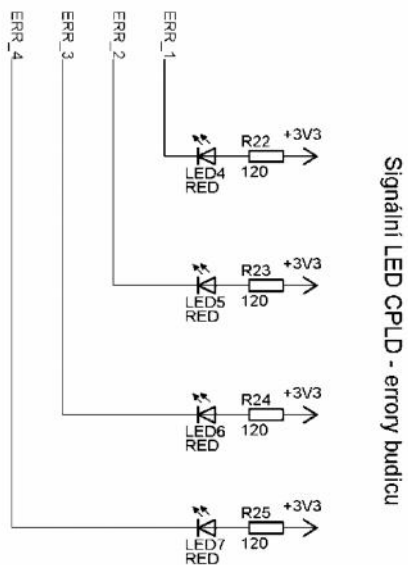 Signální LED CPLD - errory budicu
ERR_4
ERR_3
ERR_2
ERR_1
R22
+3V3
LED4
120
RED
R23
+3V3
LED5
120
RED
R24
+3V3
LED6
120
RED
R25
+3V3
LED7
120
RED